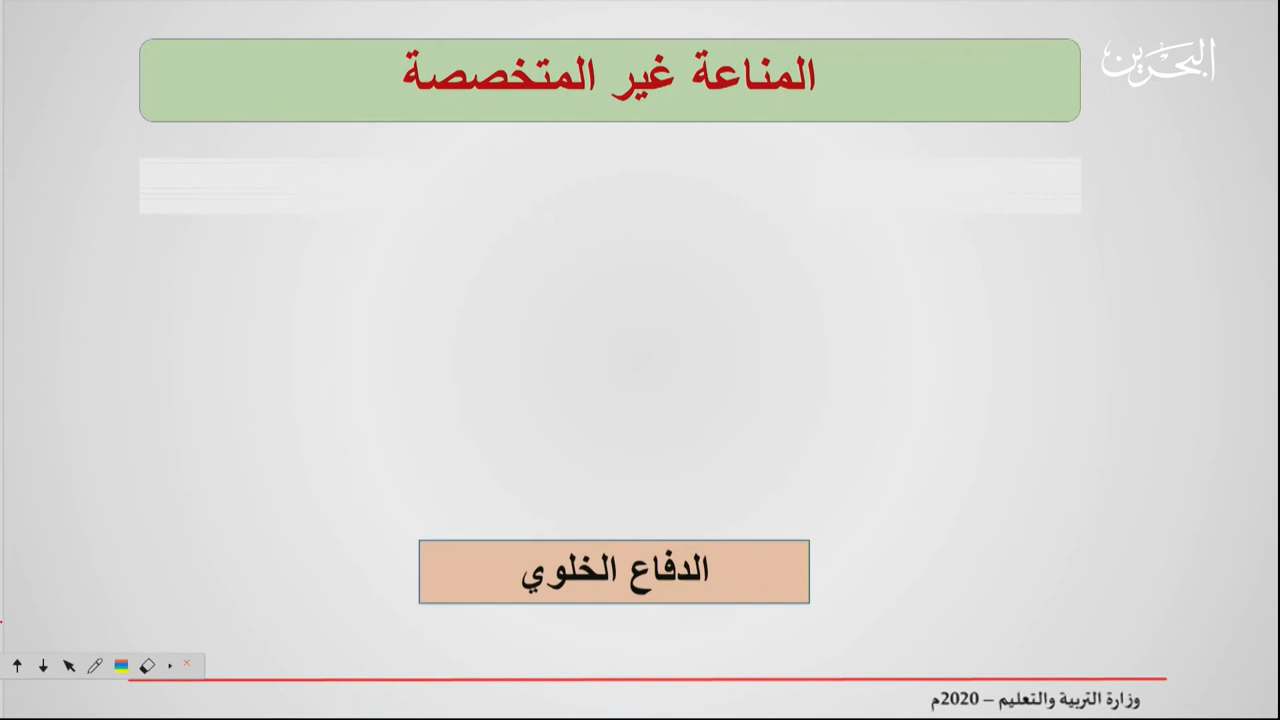 البحرين
المناعة غير المتخصصة
الدفاع الخلوي
وزارة التربية والتعليم – 2020م